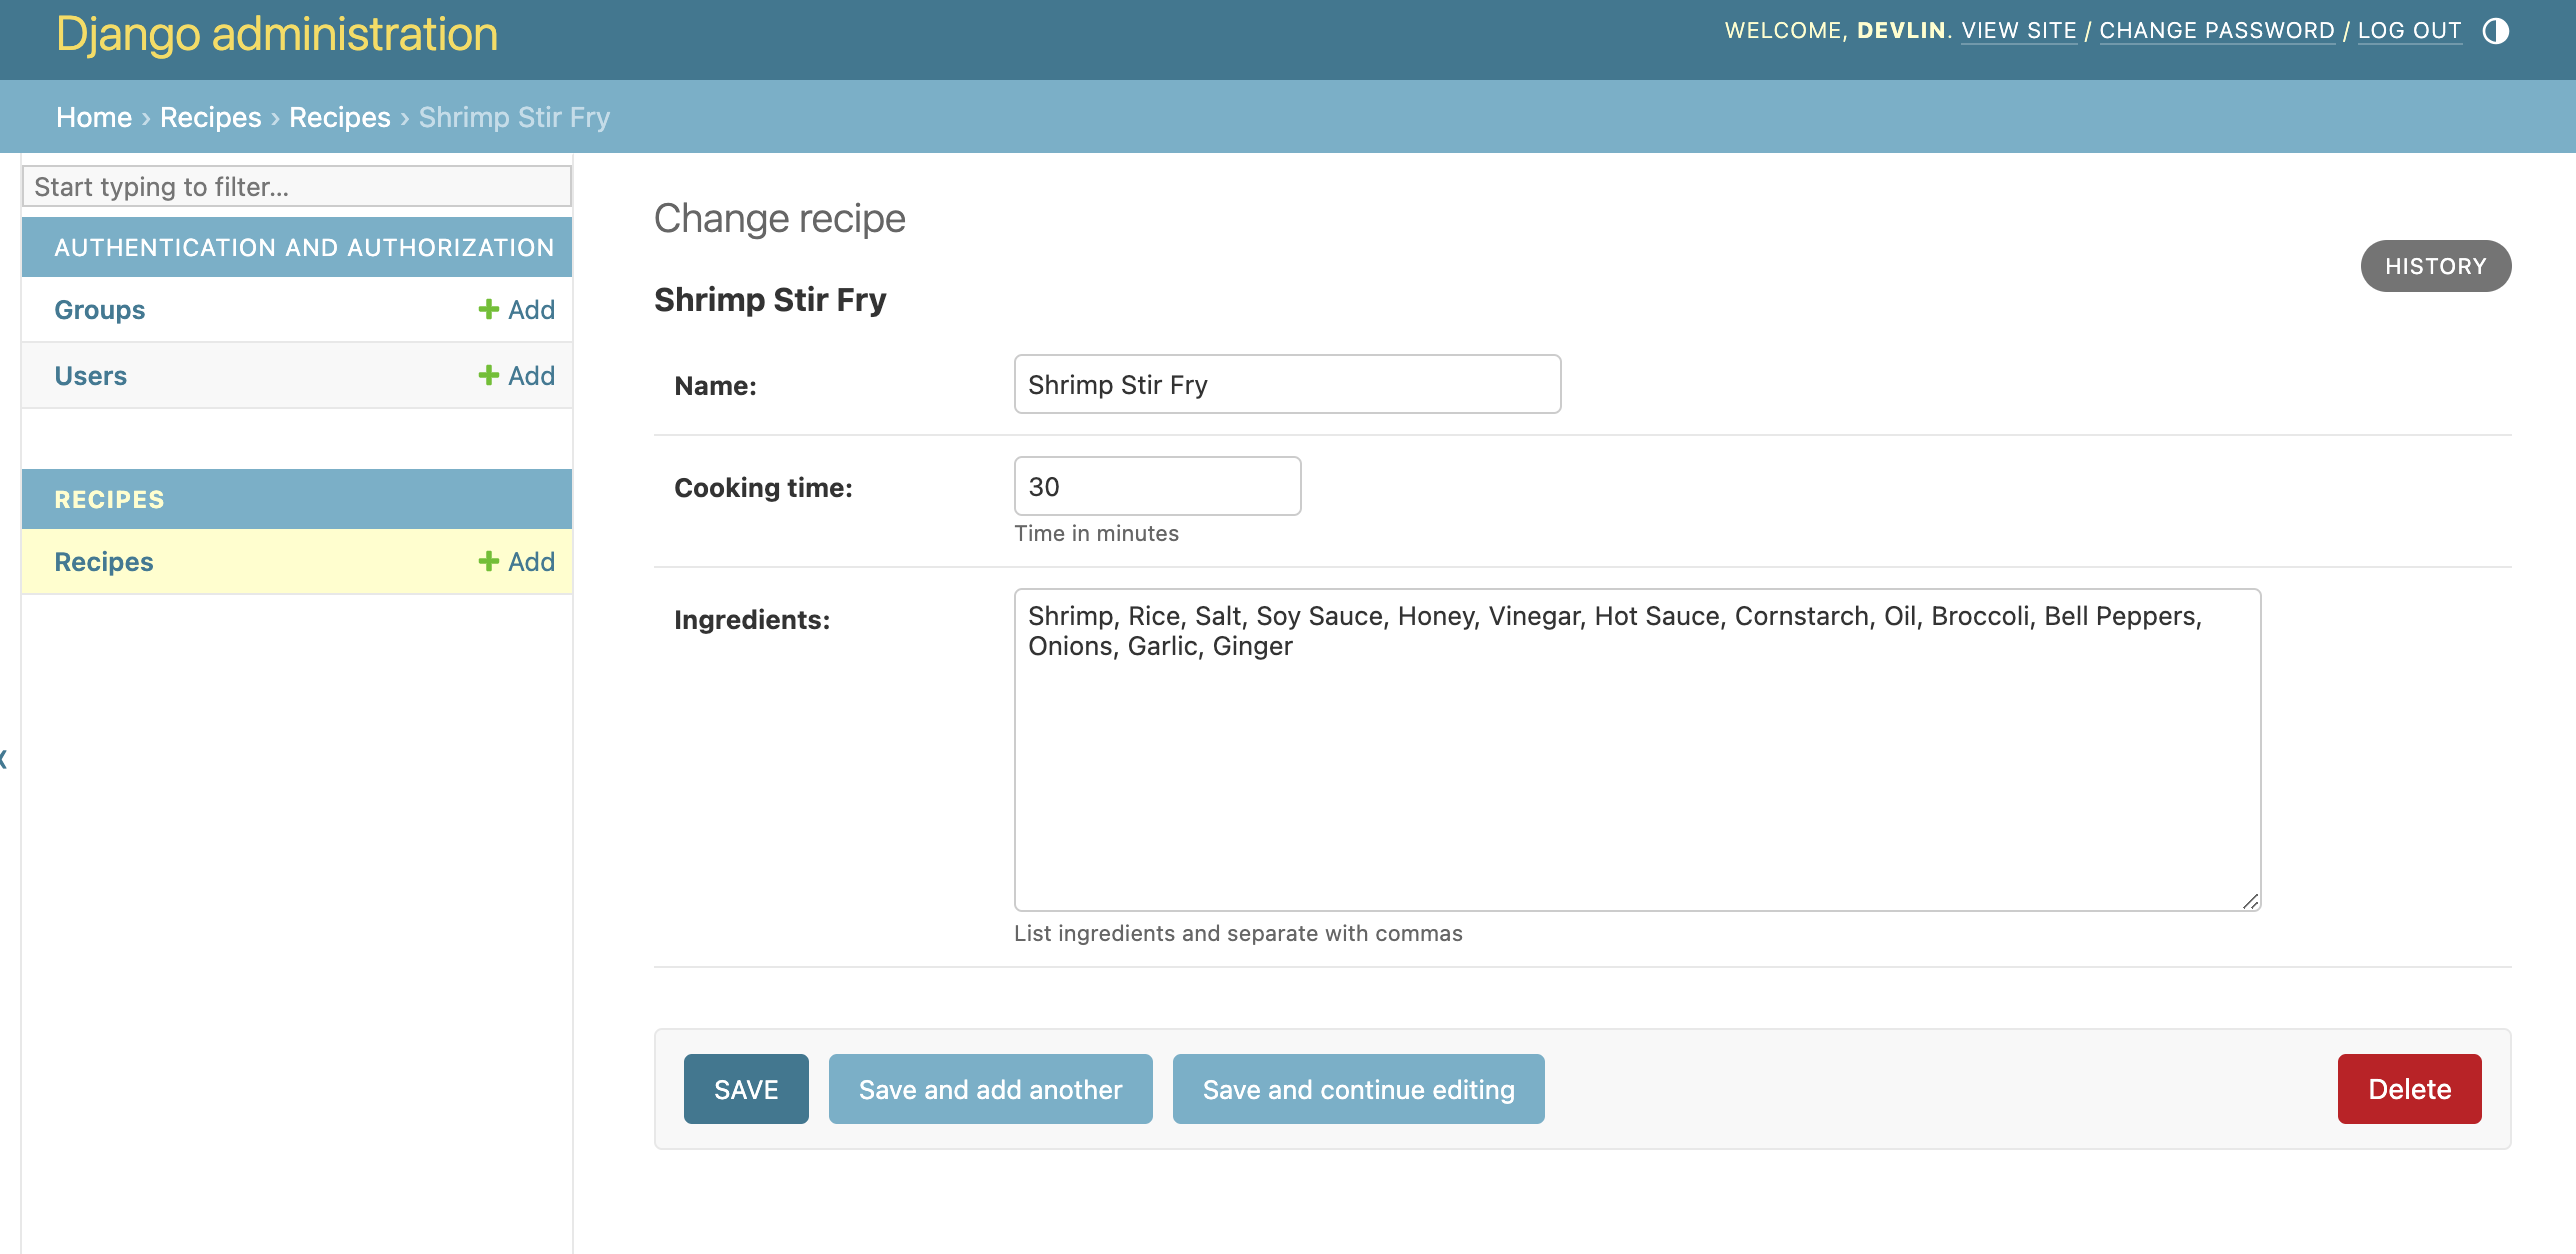 Django administration
WELCOME, DEVLIN. VIEW SITE / CHANGE PASSWORD / LOG OUT
Home › Recipes › Recipes › Shrimp Stir Fry
Start typing to filter...
AUTHENTICATION AND AUTHORIZATION
Groups + Add
Users + Add
RECIPES
Recipes + Add
Change recipe
HISTORY
Shrimp Stir Fry
Name: Shrimp Stir Fry
Cooking time: 30
Time in minutes
Ingredients: Shrimp, Rice, Salt, Soy Sauce, Honey, Vinegar, Hot Sauce, Cornstarch, Oil, Broccoli, Bell Peppers,
Onions, Garlic, Ginger
List ingredients and separate with commas
SAVE Save and add another Save and continue editing Delete